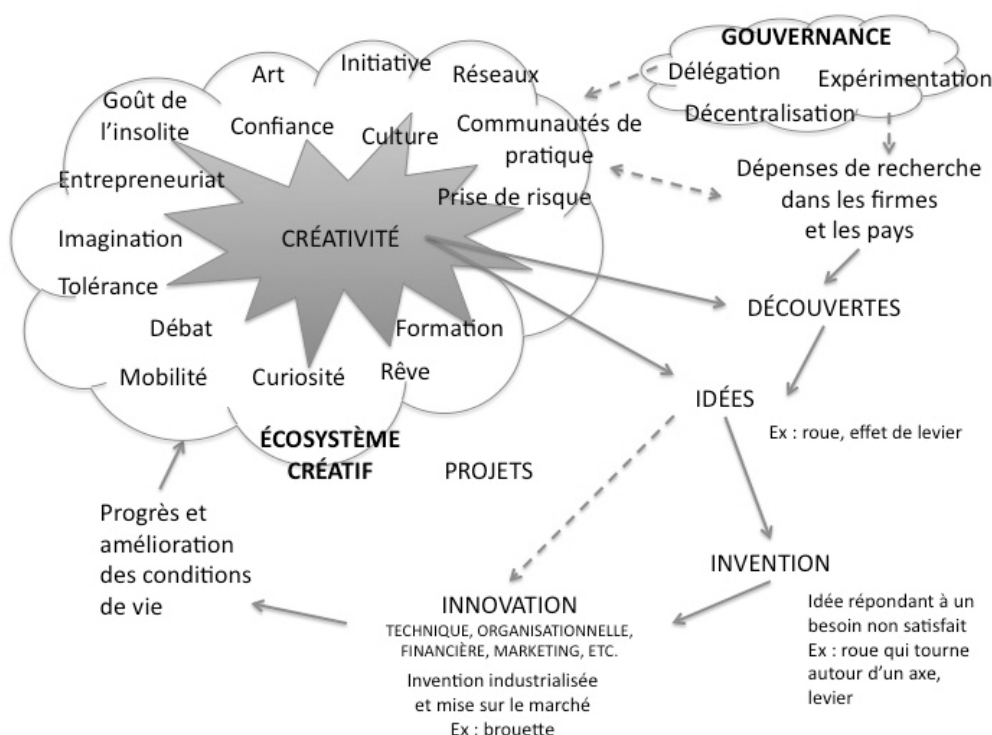 GOUVERNANCE
Délégation
Expérimentation
Décentralisation
Art
Initiative
Réseaux
Goût de
l'insolite
Confiance
Culture
Communautés de
pratique
Entrepreneuriat
Prise de risque
Imagination
CRÉATIVITÉ
Tolérance
Débat
Formation
Mobilité
Curiosité
Rêve
ÉCOSYSTÈME
CRÉATIF
PROJETS
Dépenses de recherche
dans les firmes
et les pays
DÉCOUVERTES
IDÉES
Ex : roue, effet de levier
INVENTION
Idée répondant à un
besoin non satisfait
Ex : roue qui tourne
autour d'un axe,
levier
INNOVATION
TECHNIQUE, ORGANISATIONNELLE,
FINANCIÈRE, MARKETING, ETC.
Invention industrialisée
et mise sur le marché
Ex : brouette
Progrès et
amélioration
des conditions
de vie